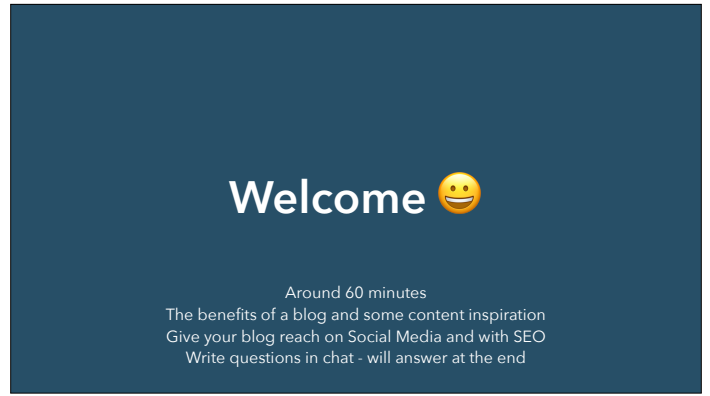 Welcome 😀
Around 60 minutes
The benefits of a blog and some content inspiration
Give your blog reach on Social Media and with SEO
Write questions in chat - will answer at the end